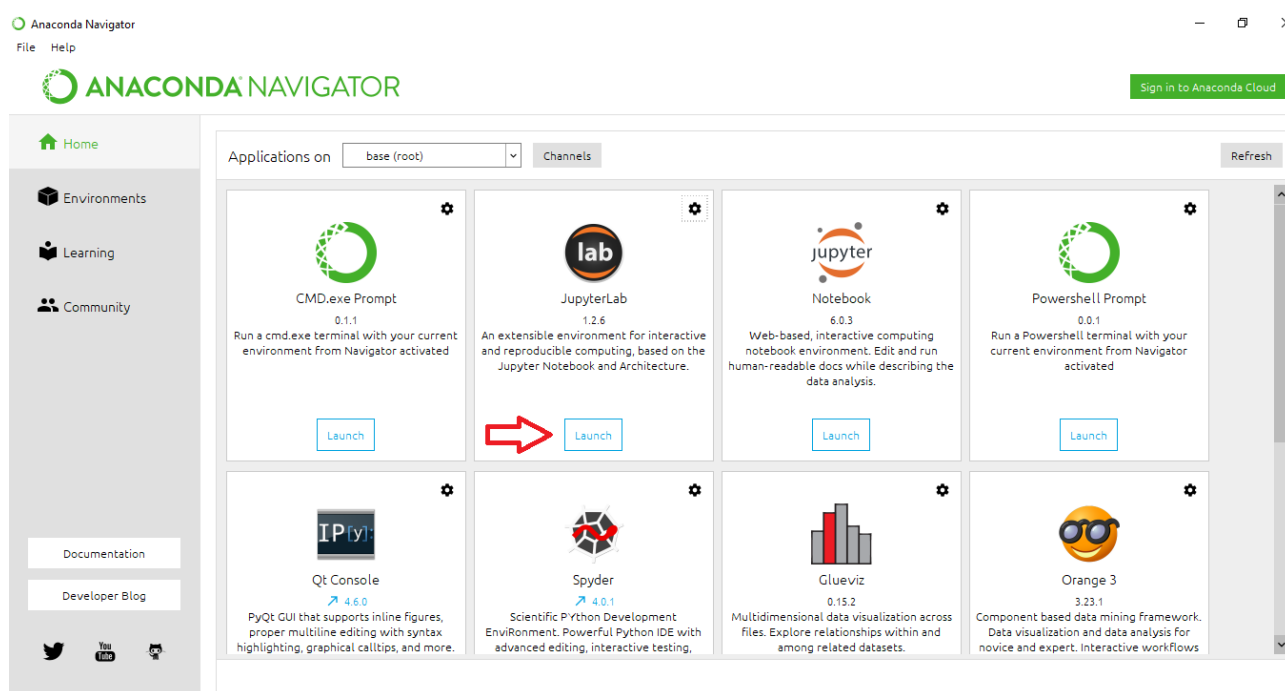 Anaconda Navigator
File Help
ANACONDA NAVIGATOR
Sign in to Anaconda Cloud
Home
Environments
Learning
Community
Documentation
Developer Blog
You
Tube
Applications on base (root) Channels Refresh
CMD.exe Prompt
0.1.1
Run a cmd.exe terminal with your current
environment from Navigator activated
Launch
lab
JupyterLab
1.2.6
An extensible environment for interactive
and reproducible computing, based on the
Jupyter Notebook and Architecture.
Launch
jupyter
Notebook
6.0.3
Web-based, interactive computing
notebook environment. Edit and run
human-readable docs while describing the
data analysis.
Launch
Powershell Prompt
0.0.1
Run a Powershell terminal with your
current environment from Navigator
activated
Launch
IP[y]:
Qt Console
4.6.0
PyQt GUI that supports inline figures,
proper multiline editing with syntax
highlighting, graphical calltips, and more.
Spyder
4.0.1
Scientific PYthon Development
EnviRonment. Powerful Python IDE with
advanced editing, interactive testing,
Glueviz
0.15.2
Multidimensional data visualization across
files. Explore relationships within and
among related datasets.
Orange 3
3.23.1
Component based data mining framework.
Data visualization and data analysis for
novice and expert. Interactive workflows